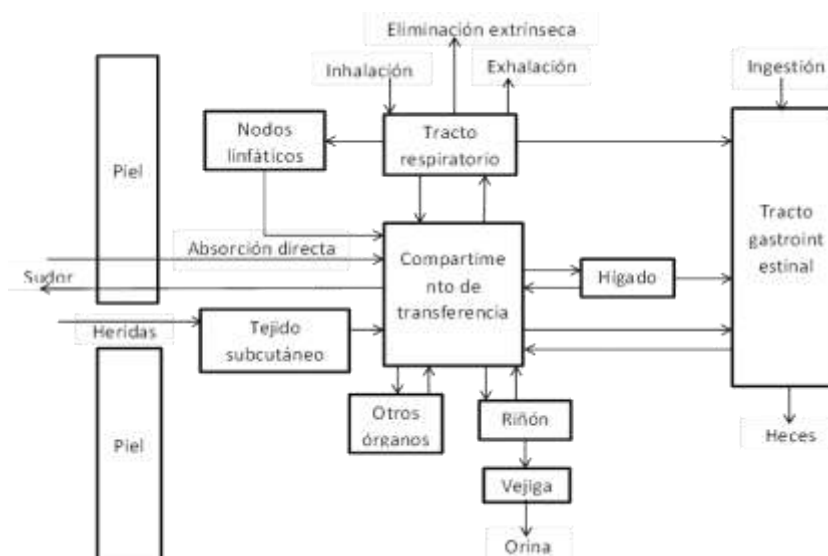 Eliminación extrínseca
Inhalación
Exhalación
Ingestión
Nodos
linfáticos
Tracto
respiratorio
Piel
Tracto
gastroint
estinal
Absorción directa
Compartime
nto de
transferencia
Sudor
Hígado
Heridas
Tejido
subcutáneo
Otros
órganos
Riñón
Heces
Piel
Vejiga
Orina